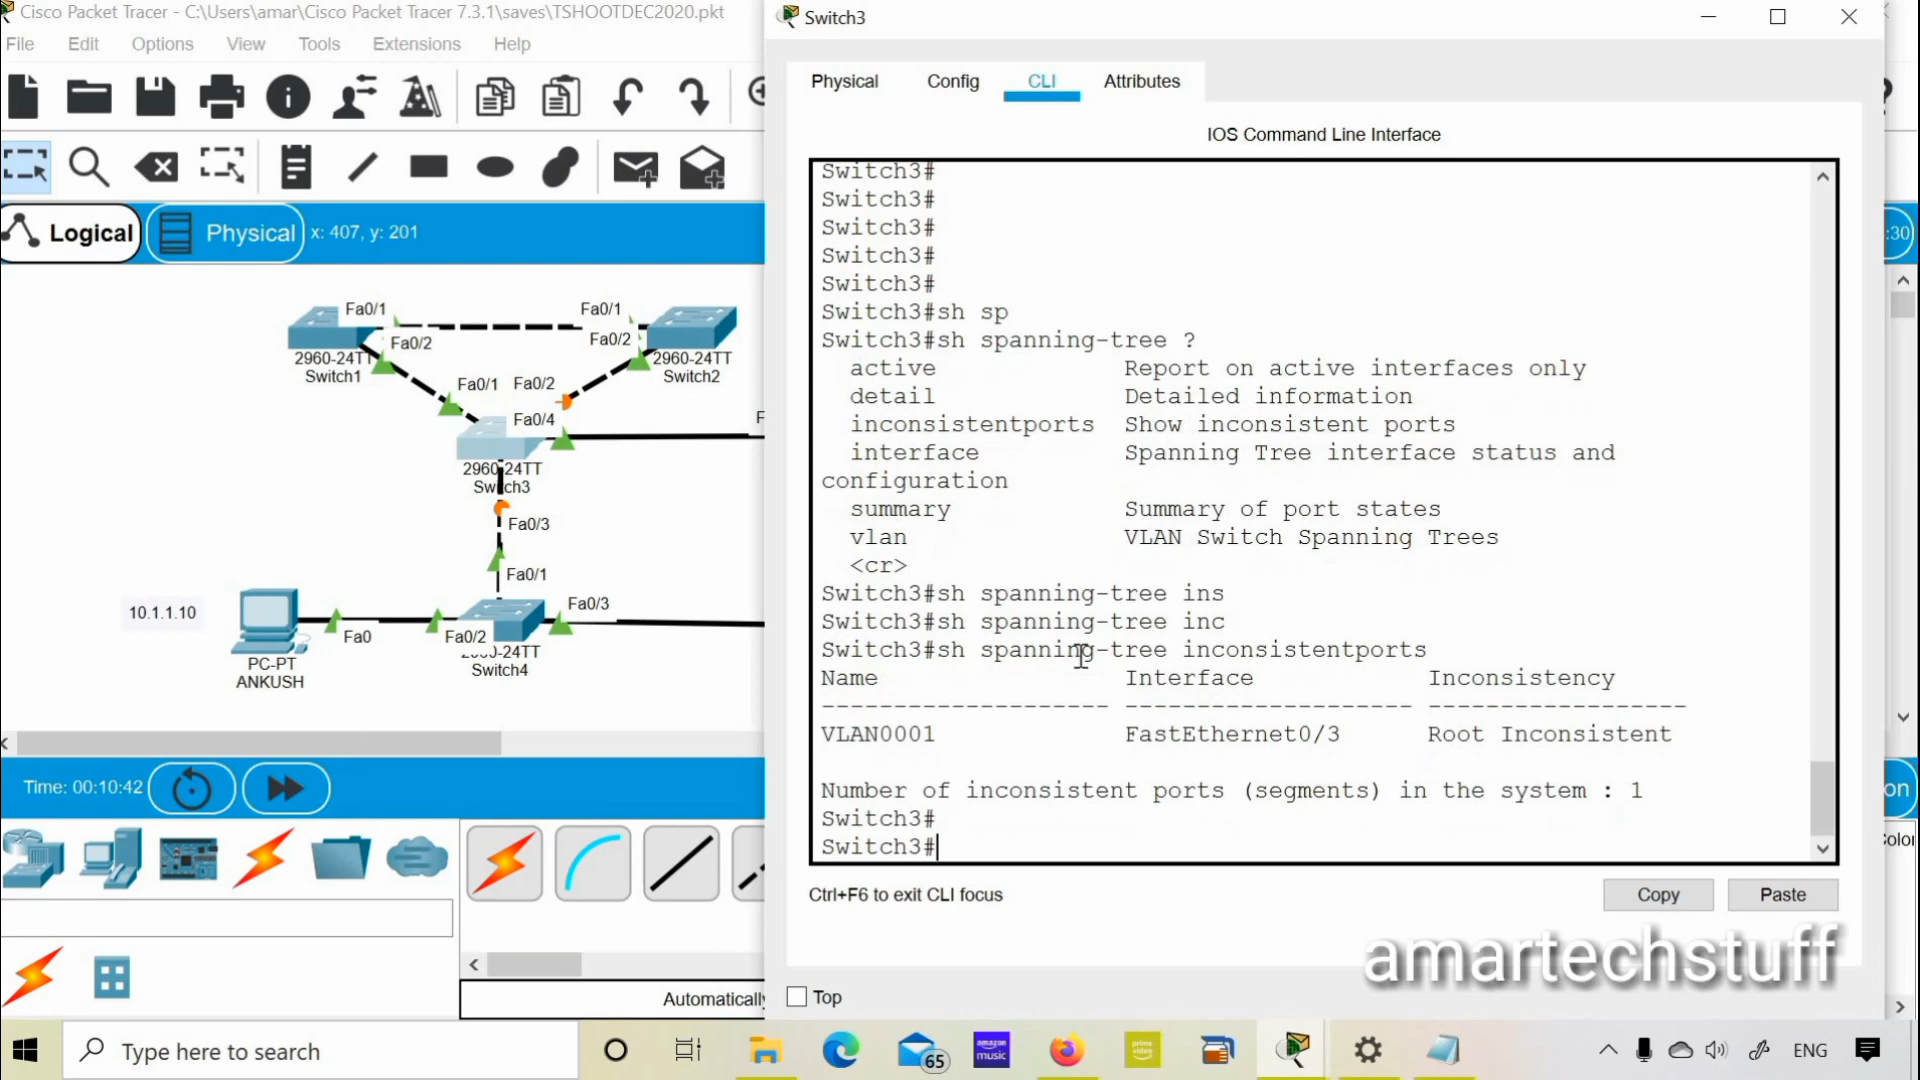 Cisco Packet Tracer - C:\Users\amar\Cisco Packet Tracer 7.3.1\saves\TSHOOTDEC2020.pkt
File Edit Options View Tools Extensions Help
Logical Physical x: 407, y: 201
:30
Fa0/1 Fa0/1
Fa0/2 Fa0/2
2960-24TT 2960-24TT
Switch1 Switch2
Fa0/1 Fa0/2
Fa0/4
2960-24TT
Switch3
Fa0/3
Fa0/1
10.1.1.10
Fa0/3
Fa0 Fa0/2
PC-PT
ANKUSH
Switch4
Time: 00:10:42
Automatically
Switch3
Physical Config CLI Attributes
IOS Command Line Interface
Switch3#
Switch3#
Switch3#
Switch3#
Switch3#
Switch3#sh sp
Switch3#sh spanning-tree ?
active Report on active interfaces only
detail Detailed information
inconsistentports Show inconsistent ports
interface Spanning Tree interface status and
configuration
summary Summary of port states
vlan VLAN Switch Spanning Trees
<cr>
Switch3#sh spanning-tree ins
Switch3#sh spanning-tree inc
Switch3#sh spanning-tree inconsistentports
Name Interface Inconsistency
-------------------- -------------------- ------------------
VLAN0001 FastEthernet0/3 Root Inconsistent
Number of inconsistent ports (segments) in the system : 1
Switch3#
Switch3#
Ctrl+F6 to exit CLI focus
Copy Paste
amartechstuff
Top
Type here to search
65
amazon music
prime video
ENG